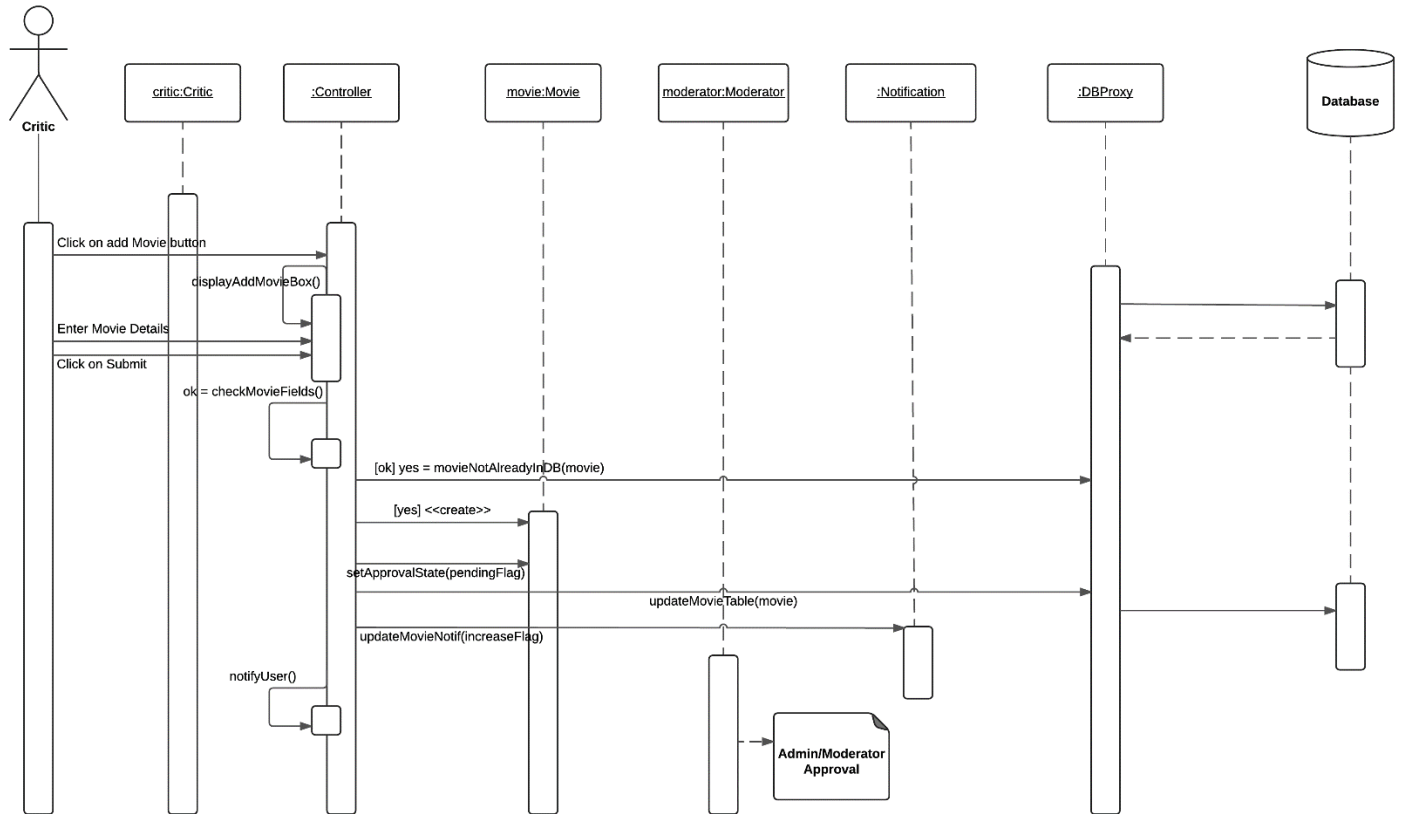 critic:Critic
:Controller
movie:Movie
moderator:Moderator
:Notification
:DBProxy
Database
Critic
Click on add Movie button
displayAddMovieBox()
Enter Movie Details
Click on Submit
ok = checkMovieFields()
[ok] yes = movieNotAlreadyInDB(movie)
[yes] <<create>>
setApprovalState(pendingFlag)
updateMovieTable(movie)
updateMovieNotif(increaseFlag)
notifyUser()
Admin/Moderator
Approval